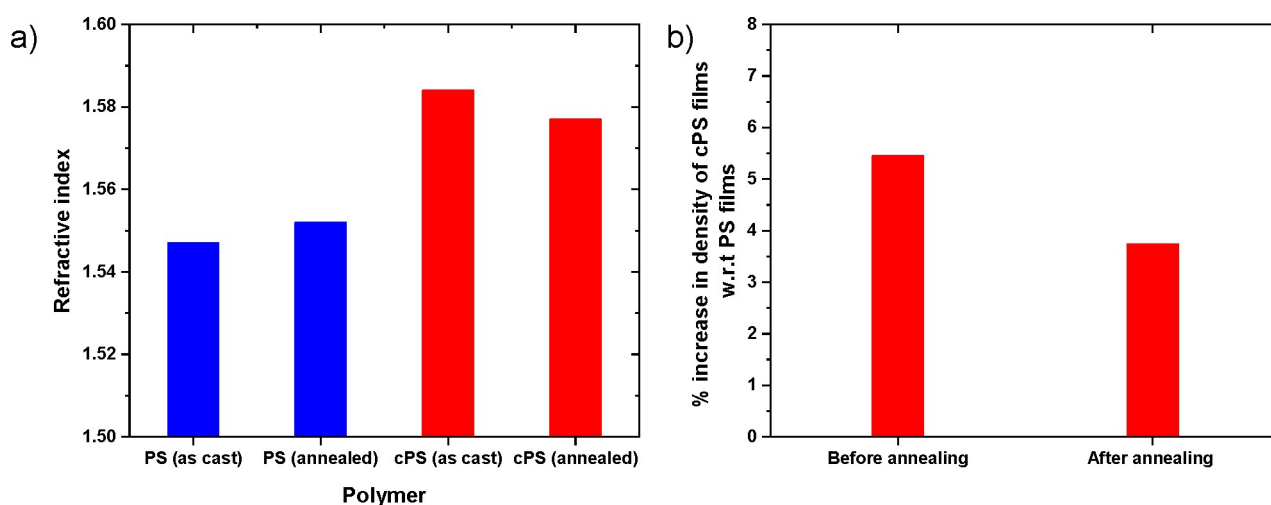 a)
1.60
1.58
1.56
1.54
1.52
1.50
Refractive index
PS (as cast) PS (annealed) cPS (as cast) cPS (annealed)
Polymer
b)
8
7
6
5
4
3
2
1
0
% increase in density of cPS films
w.r.t PS films
Before annealing After annealing